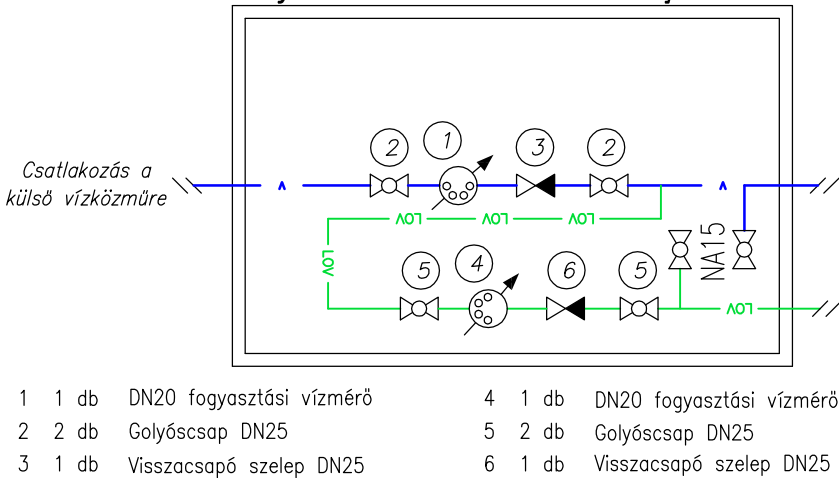 2 1 3 2
Csatlakozás a
külső vízközműre
V V
LOV LOV LOV
LOV
NA15
5 4 6 5
LOV
1 1 db DN20 fogyasztási vízmérő
2 2 db Golyóscsap DN25
3 1 db Visszacsapó szelep DN25
4 1 db DN20 fogyasztási vízmérő
5 2 db Golyóscsap DN25
6 1 db Visszacsapó szelep DN25